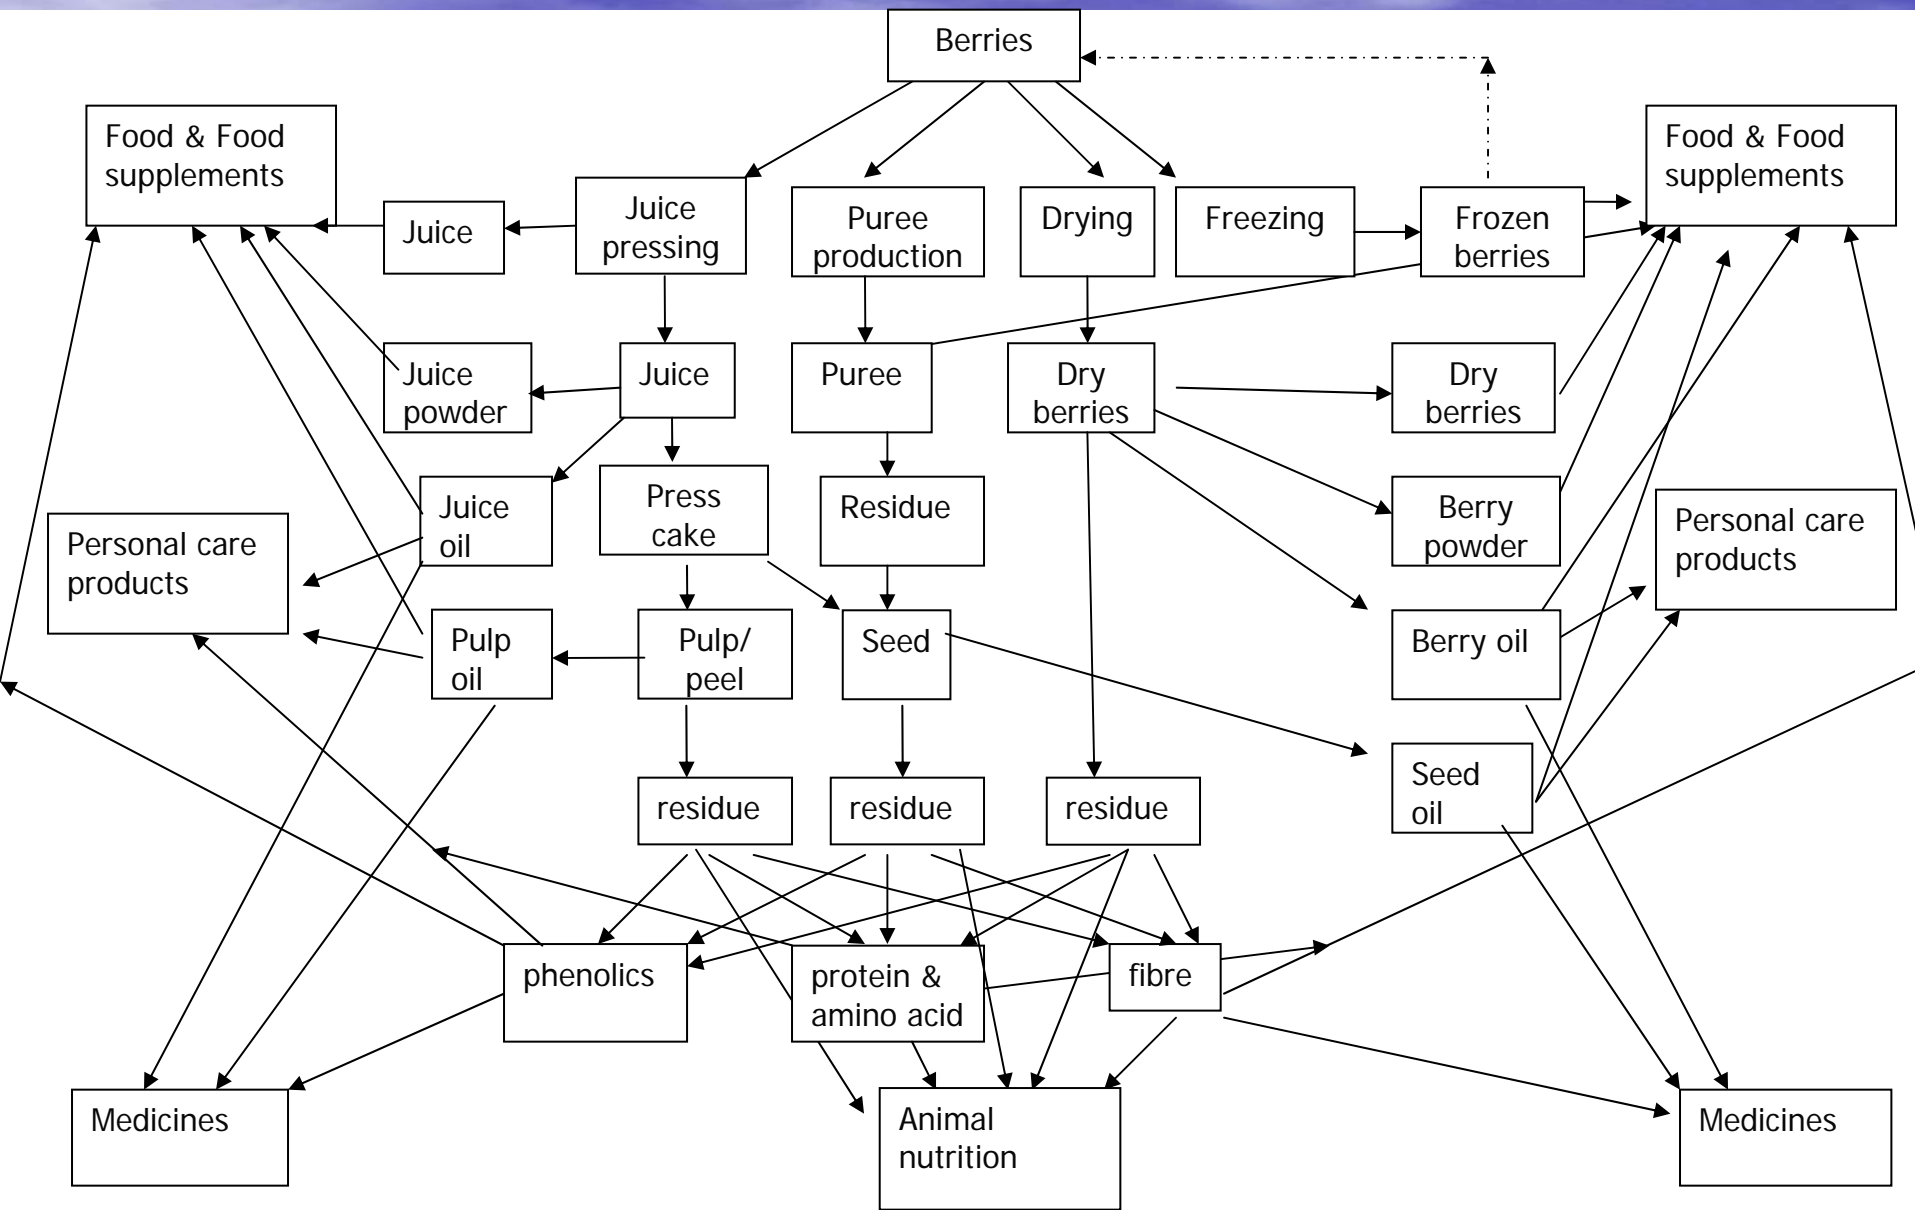 Berries
Food & Food
supplements
Food & Food
supplements
Juice
Juice
pressing
Puree
production
Drying
Freezing
Frozen
berries
Juice
powder
Juice
Puree
Dry
berries
Dry
berries
Juice
oil
Press
cake
Residue
Berry
powder
Personal care
products
Personal care
products
Pulp
oil
Pulp/
peel
Seed
Berry oil
Seed
oil
residue
residue
residue
phenolics
protein &
amino acid
fibre
Medicines
Animal
nutrition
Medicines